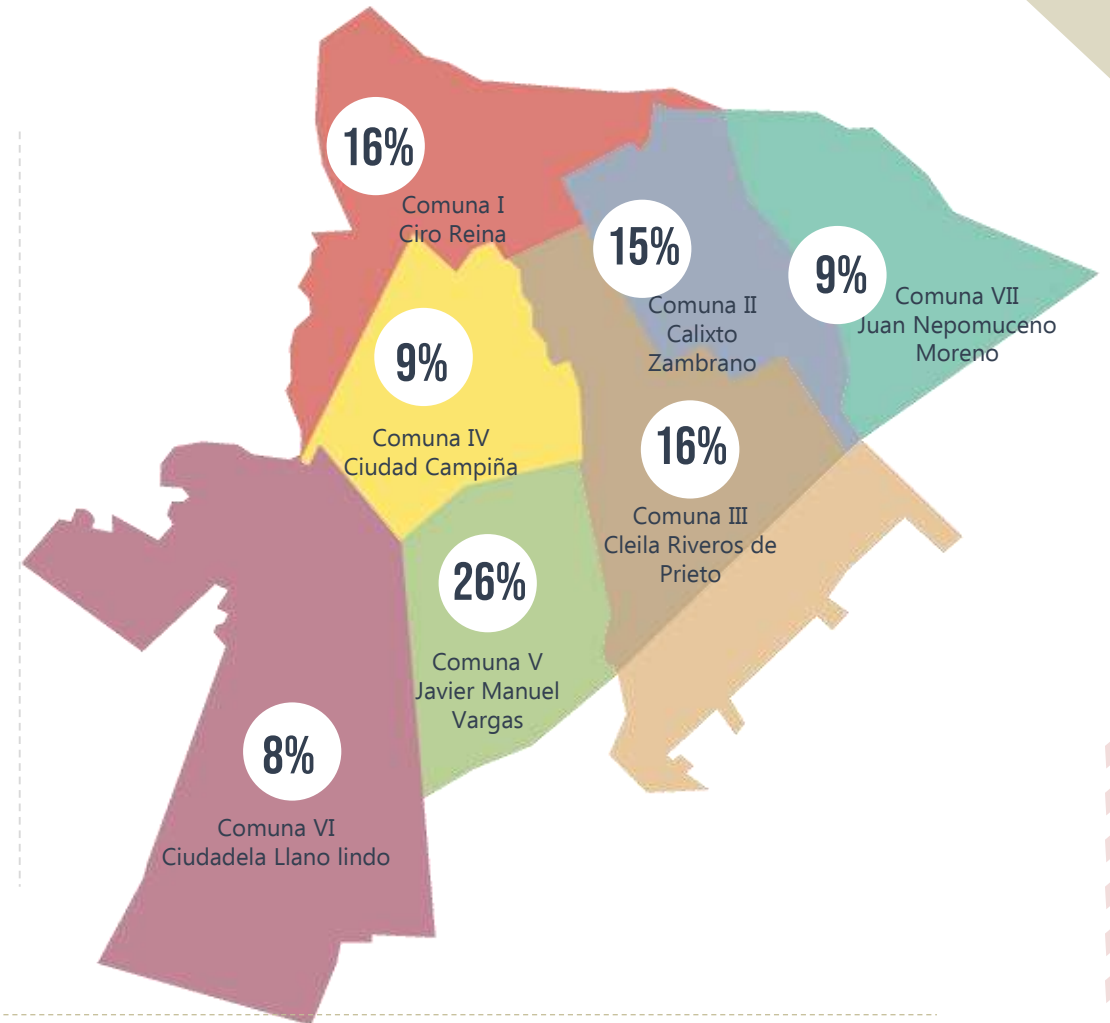 16%
Comuna I
Ciro Reina
15%
Comuna II
Calixto
Zambrano
9%
Comuna VII
Juan Nepomuceno
Moreno
9%
Comuna IV
Ciudad Campiña
16%
Comuna III
Cleila Riveros de
Prieto
26%
Comuna V
Javier Manuel
Vargas
8%
Comuna VI
Ciudadela Llano lindo